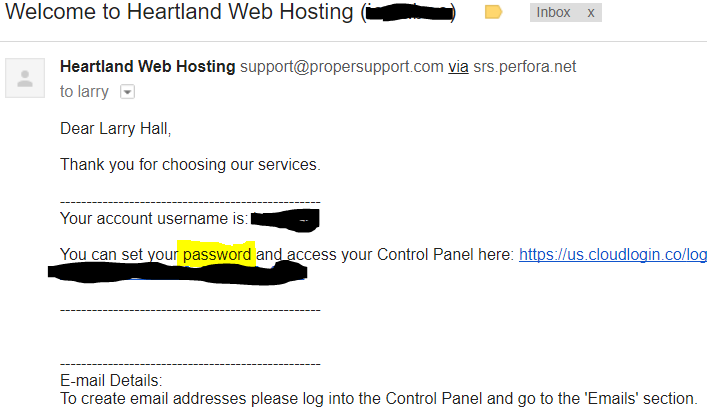 Welcome to Heartland Web Hosting ( )
Inbox x
Heartland Web Hosting support@propersupport.com via srs.perfora.net
to larry
Dear Larry Hall,
Thank you for choosing our services.
--------------------------------------------------
Your account username is:
You can set your password and access your Control Panel here: https://us.cloudlogin.co/log
--------------------------------------------------
--------------------------------------------------
E-mail Details:
To create email addresses please log into the Control Panel and go to the 'Emails' section.